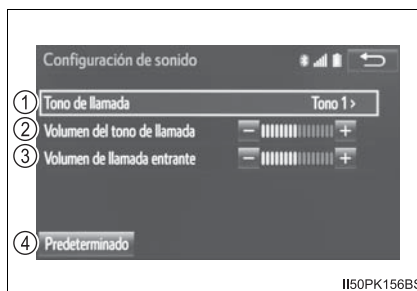 Configuración de sonido
1 Tono de llamada Tono 1 >
2 Volumen del tono de llamada − +
3 Volumen de llamada entrante − +
4 Predeterminado
II50PK156BS